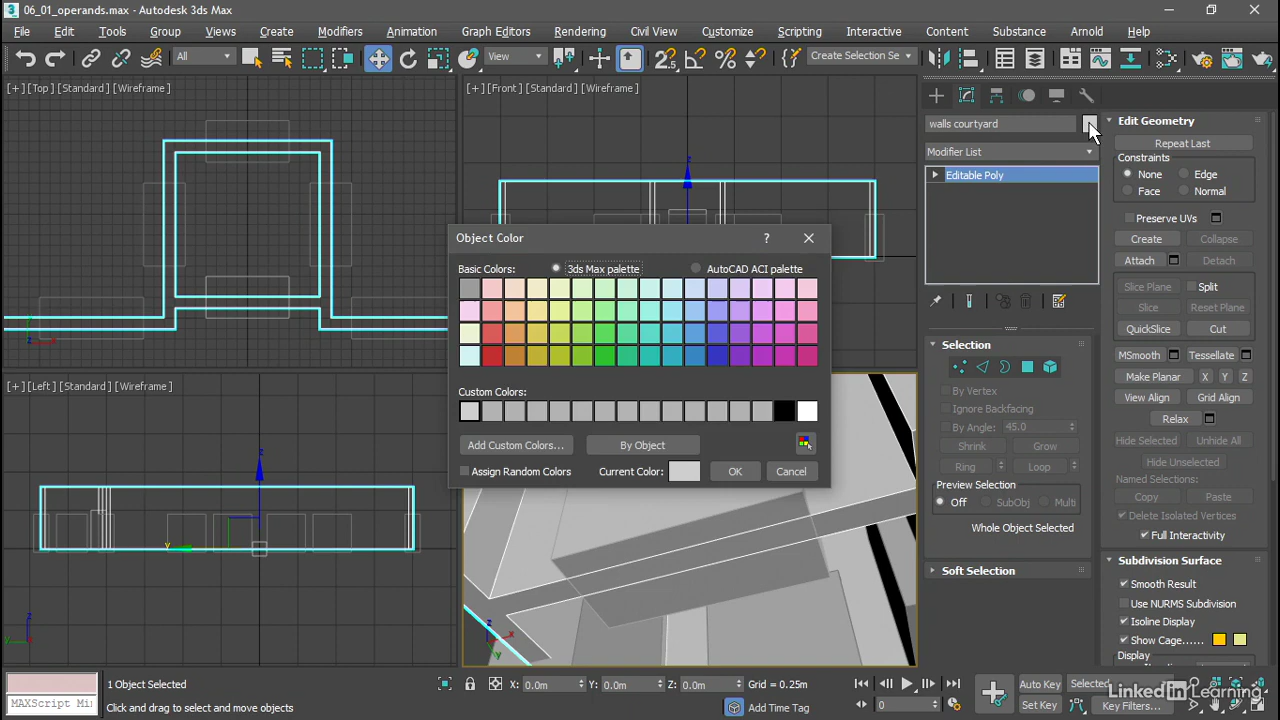 06_01_operands.max - Autodesk 3ds Max
File Edit Tools Group Views Create Modifiers Animation Graph Editors Rendering Civil View Customize Scripting Interactive Content Substance Arnold Help
All View Create Selection Se
[+] [Top] [Standard] [Wireframe]
[+] [Front] [Standard] [Wireframe]
walls courtyard
Modifier List
Editable Poly
Edit Geometry
Repeat Last
Constraints
None Edge
Face Normal
Preserve UVs
Create Collapse
Attach Detach
Slice Plane Split
Slice Reset Plane
QuickSlice Cut
MSmooth Tessellate
Make Planar X Y Z
View Align Grid Align
Relax
Hide Selected Unhide All
Hide Unselected
Named Selections:
Copy Paste
Delete Isolated Vertices
Full Interactivity
Subdivision Surface
Smooth Result
Use NURMS Subdivision
Isoline Display
Show Cage......
Display
Selection
By Vertex
Ignore Backfacing
By Angle: 45.0
Shrink Grow
Ring Loop
Preview Selection
Off SubObj Multi
Whole Object Selected
Soft Selection
Object Color ?
Basic Colors: 3ds Max palette AutoCAD ACI palette
Custom Colors:
Add Custom Colors... By Object
Assign Random Colors Current Color: OK Cancel
[+] [Left] [Standard] [Wireframe]
z
z
x
z
y
z
y
z
x
y
MAXScript Mi
1 Object Selected
Click and drag to select and move objects
X: 0.0m Y: 0.0m Z: 0.0m Grid = 0.25m
Add Time Tag
0
Auto Key Selected
Set Key Key Filters...
LinkedIn Learning